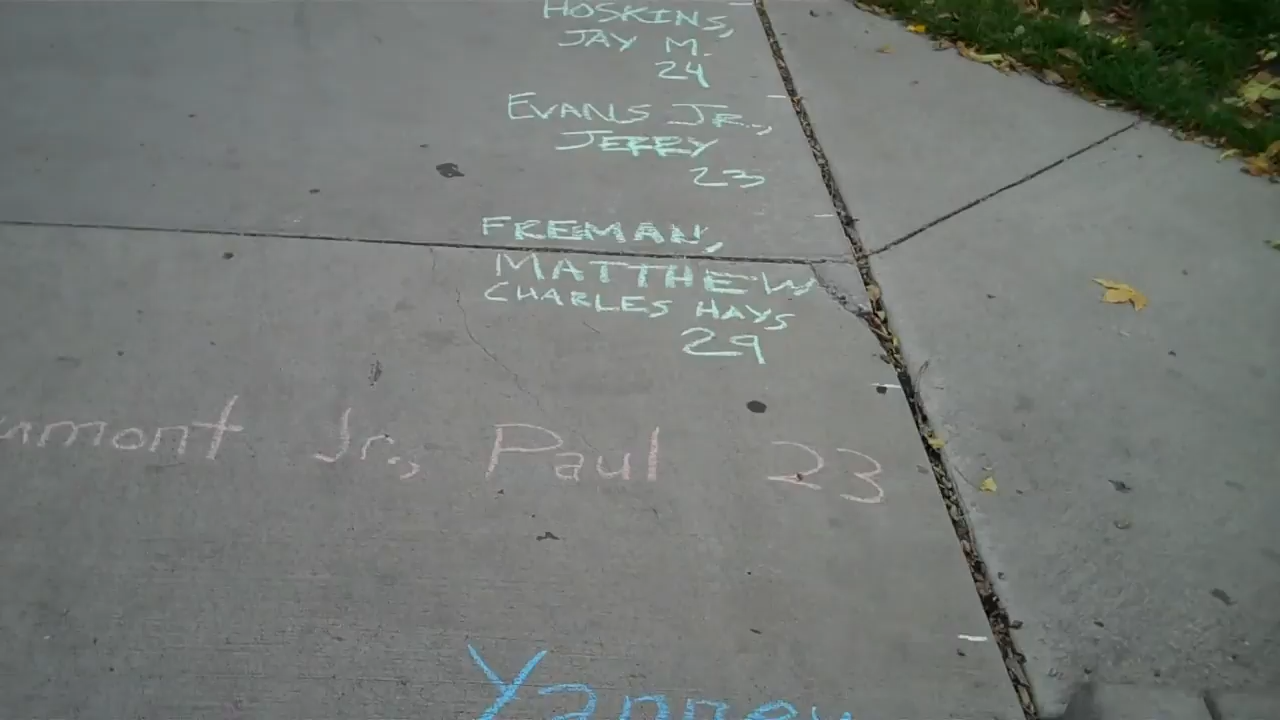 HOSKINS,
JAY M.
24
EVANS JR.,
JERRY
23
FREMAN,
MATTHEW
CHARLES HAYS
29
Jr., Paul 23